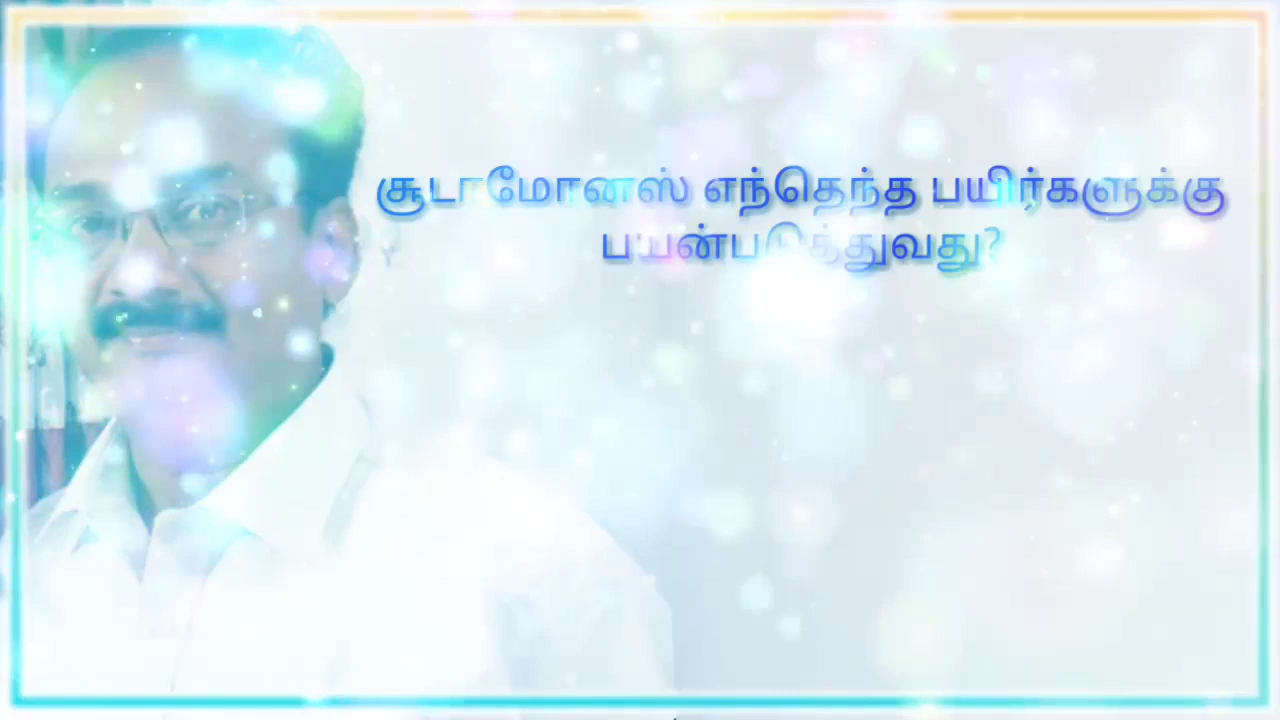 சூடாமோனஸ் எந்தெந்த பயிர்களுக்கு
பயன்படுத்துவது?